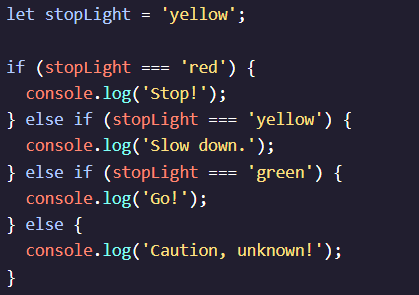 let stopLight = 'yellow';

if (stopLight === 'red') {
  console.log('Stop!');
} else if (stopLight === 'yellow') {
  console.log('Slow down.');
} else if (stopLight === 'green') {
  console.log('Go!');
} else {
  console.log('Caution, unknown!');
}